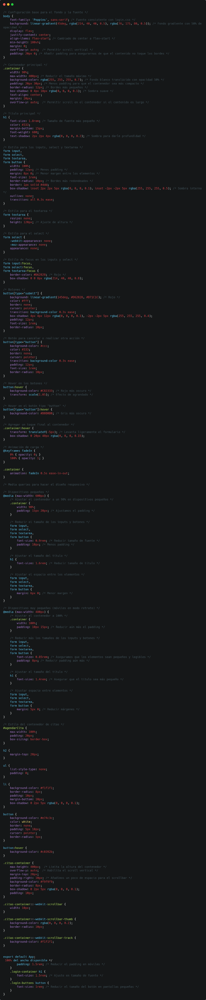 /* Configuración base para el fondo y la fuente */
body {
    font-family: 'Poppins', sans-serif; /* Fuente consistente con login.css */
    background: linear-gradient(45deg, rgba(214, 40, 40, 0.5), rgba(76, 175, 80, 0.5)); /* Fondo gradiente con 50% de
opacidad */
    display: flex;
    justify-content: center;
    align-items: flex-start; /* Cambiado de center a flex-start */
    min-height: 100vh;
    margin: 0;
    overflow-y: auto;  /* Permitir scroll vertical */
    padding: 20px 0; /* Añadir padding para asegurarnos de que el contenido no toque los bordes */
}

/* Contenedor principal */
.container {
    width: 90%;
    max-width: 400px; /* Reducir el tamaño máximo */
    background-color: rgba(255, 255, 255, 0.7); /* Fondo blanco translúcido con opacidad 50% */
    padding: 20px 30px; /* Menos padding para que el contenedor sea más compacto */
    border-radius: 12px; /* Bordes más pequeños */
    box-shadow: 0 4px 10px rgba(0, 0, 0, 0.1); /* Sombra suave */
    text-align: center;
    margin: 20px;
    overflow-y: auto;  /* Permitir scroll en el contenedor si el contenido es largo */
}

/* Título principal */
h1 {
    font-size: 1.8rem; /* Tamaño de fuente más pequeño */
    color: #333;
    margin-bottom: 15px;
    font-weight: 600;
    text-shadow: 2px 2px 4px rgba(0, 0, 0, 0.2); /* Sombra para darle profundidad */
}

/* Estilo para los inputs, select y textarea */
form input,
form select,
form textarea,
form button {
    width: 100%;
    padding: 12px; /* Menos padding */
    margin: 8px 0; /* Menor margen entre los elementos */
    font-size: 1rem;
    border-radius: 10px; /* Bordes más redondeados */
    border: 1px solid #ddd;
    box-shadow: inset 2px 2px 5px rgba(0, 0, 0, 0.1), inset -2px -2px 5px rgba(255, 255, 255, 0.5); /* Sombra interna
*/
    outline: none;
    transition: all 0.3s ease;
}

/* Estilo para el textarea */
form textarea {
    resize: none;
    height: 120px; /* Ajuste de altura */
}

/* Estilo para el select */
form select {
    -webkit-appearance: none;
    -moz-appearance: none;
    appearance: none;
}

/* Estilo de focus en los inputs y select */
form input:focus,
form select:focus,
form textarea:focus {
    border-color: #D62828; /* Rojo */
    box-shadow: 0 0 8px rgba(214, 40, 40, 0.8);
}

/* Botones */
button[type="submit"] {
    background: linear-gradient(145deg, #D62828, #B71C1C); /* Rojo */
    color: #fff;
    border: none;
    cursor: pointer;
    transition: background-color 0.3s ease;
    box-shadow: 4px 4px 12px rgba(0, 0, 0, 0.1), -2px -2px 5px rgba(255, 255, 255, 0.4);
    padding: 12px;
    font-size: 1rem;
    border-radius: 10px;
}

/* Botón para cancelar o realizar otra acción */
button[type="button"] {
    background-color: #ccc;
    color: #333;
    border: none;
    cursor: pointer;
    transition: background-color 0.3s ease;
    padding: 12px;
    font-size: 1rem;
    border-radius: 10px;
}

/* Hover en los botones */
button:hover {
    background-color: #C82333; /* Rojo más oscuro */
    transform: scale(1.05); /* Efecto de agrandado */
}

/* Hover en el botón tipo "button" */
button[type="button"]:hover {
    background-color: #B0B0B0; /* Gris más oscuro */
}

/* Agregar un toque final al contenedor */
.container:hover {
    transform: translateY(-5px); /* Levanta ligeramente el formulario */
    box-shadow: 0 20px 40px rgba(0, 0, 0, 0.15);
}

/* Animación de carga */
@keyframes fadeIn {
    0% { opacity: 0; }
    100% { opacity: 1; }
}

.container {
    animation: fadeIn 0.5s ease-in-out;
}

/* Media queries para hacer el diseño responsivo */

/* Dispositivos pequeños */
@media (max-width: 600px) {
    /* Ajustar el contenedor a un 90% en dispositivos pequeños */
    .container {
        width: 90%;
        padding: 15px 20px; /* Ajustamos el padding */
    }

    /* Reducir el tamaño de los inputs y botones */
    form input,
    form select,
    form textarea,
    form button {
        font-size: 0.9rem; /* Reducir tamaño de fuente */
        padding: 10px; /* Menos padding */
    }

    /* Ajustar el tamaño del título */
    h1 {
        font-size: 1.6rem; /* Reducir tamaño de título */
    }

    /* Ajustar el espacio entre los elementos */
    form input,
    form select,
    form textarea,
    form button {
        margin: 6px 0; /* Menor margen */
    }
}

/* Dispositivos muy pequeños (móviles en modo retrato) */
@media (max-width: 400px) {
    /* Ajustar el contenedor a 100% */
    .container {
        width: 100%;
        padding: 10px 15px; /* Reducir aún más el padding */
    }

    /* Reducir más los tamaños de los inputs y botones */
    form input,
    form select,
    form textarea,
    form button {
        font-size: 0.85rem; /* Aseguramos que los elementos sean pequeños y legibles */
        padding: 8px; /* Reducir padding aún más */
    }

    /* Ajustar el tamaño del título */
    h1 {
        font-size: 1.4rem; /* Asegurar que el título sea más pequeño */
    }

    /* Ajustar espacio entre elementos */
    form input,
    form select,
    form textarea,
    form button {
        margin: 5px 0; /* Reducir márgenes */
    }
}

/* Estilo del contenedor de citas */
#agendarCita {
    max-width: 100%;
    padding: 20px;
    box-sizing: border-box;
}

h2 {
    margin-top: 20px;
}

ul {
    list-style-type: none;
    padding: 0;
}

li {
    background-color: #f1f1f1;
    border-radius: 8px;
    padding: 10px;
    margin-bottom: 10px;
    box-shadow: 0 2px 5px rgba(0, 0, 0, 0.1);
}

button {
    background-color: #e74c3c;
    color: white;
    border: none;
    padding: 5px 10px;
    cursor: pointer;
    border-radius: 5px;
}

button:hover {
    background-color: #c0392b;
}

.citas-container {
    max-height: 400px;  /* Limita la altura del contenedor */
    overflow-y: auto;  /* Habilita el scroll vertical */
    margin-top: 20px;
    padding-right: 10px; /* Añadimos un poco de espacio para el scrollbar */
    background-color: #f9f9f9;
    border-radius: 8px;
    box-shadow: 0 2px 5px rgba(0, 0, 0, 0.1);
    padding: 10px;
}

.citas-container::-webkit-scrollbar {
    width: 10px;
}

.citas-container::-webkit-scrollbar-thumb {
    background-color: rgba(0, 0, 0, 0.2);
    border-radius: 10px;
}

.citas-container::-webkit-scrollbar-track {
    background-color: #f1f1f1;
}


export default App;
 100% del ancho disponible */
        padding: 1.5rem; /* Reducir el padding en móviles */
    }
    .login-container h1 {
        font-size: 1.5rem; /* Ajuste en tamaño de fuente */
    }
    .login-buttons button {
        font-size: 1rem; /* Reducir el tamaño del botón en pantallas pequeñas */
    }
}